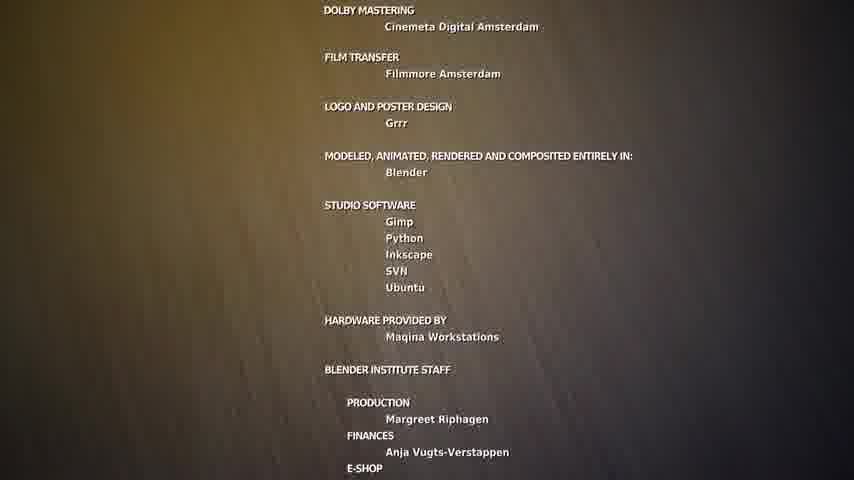 DOLBY MASTERING
Cinemeta Digital Amsterdam
FILM TRANSFER
Filmmore Amsterdam
LOGO AND POSTER DESIGN
Grrr
MODELED, ANIMATED, RENDERED AND COMPOSITED ENTIRELY IN:
Blender
STUDIO SOFTWARE
Gimp
Python
Inkscape
SVN
Ubuntu
HARDWARE PROVIDED BY
Maqina Workstations
BLENDER INSTITUTE STAFF
PRODUCTION
Margreet Riphagen
FINANCES
Anja Vugts-Verstappen
E-SHOP